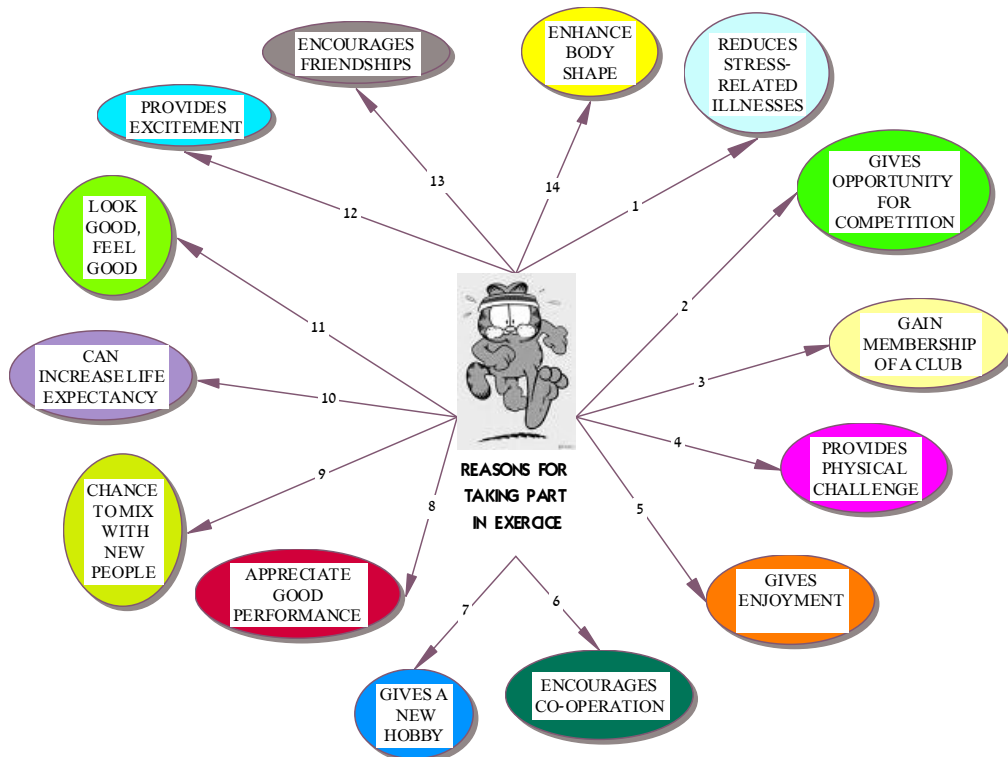 REASONS FOR
TAKING PART
IN EXERCICE
1
REDUCES
STRESS-
RELATED
ILLNESSES
2
GIVES
OPPORTUNITY
FOR
COMPETITION
3
GAIN
MEMBERSHIP
OF A CLUB
4
PROVIDES
PHYSICAL
CHALLENGE
5
GIVES
ENJOYMENT
6
ENCOURAGES
CO-OPERATION
7
GIVES A
NEW
HOBBY
8
APPRECIATE
GOOD
PERFORMANCE
9
CHANCE
TO MIX
WITH
NEW
PEOPLE
10
CAN
INCREASE LIFE
EXPECTANCY
11
LOOK
GOOD,
FEEL
GOOD
12
PROVIDES
EXCITEMENT
13
ENCOURAGES
FRIENDSHIPS
14
ENHANCE
BODY
SHAPE